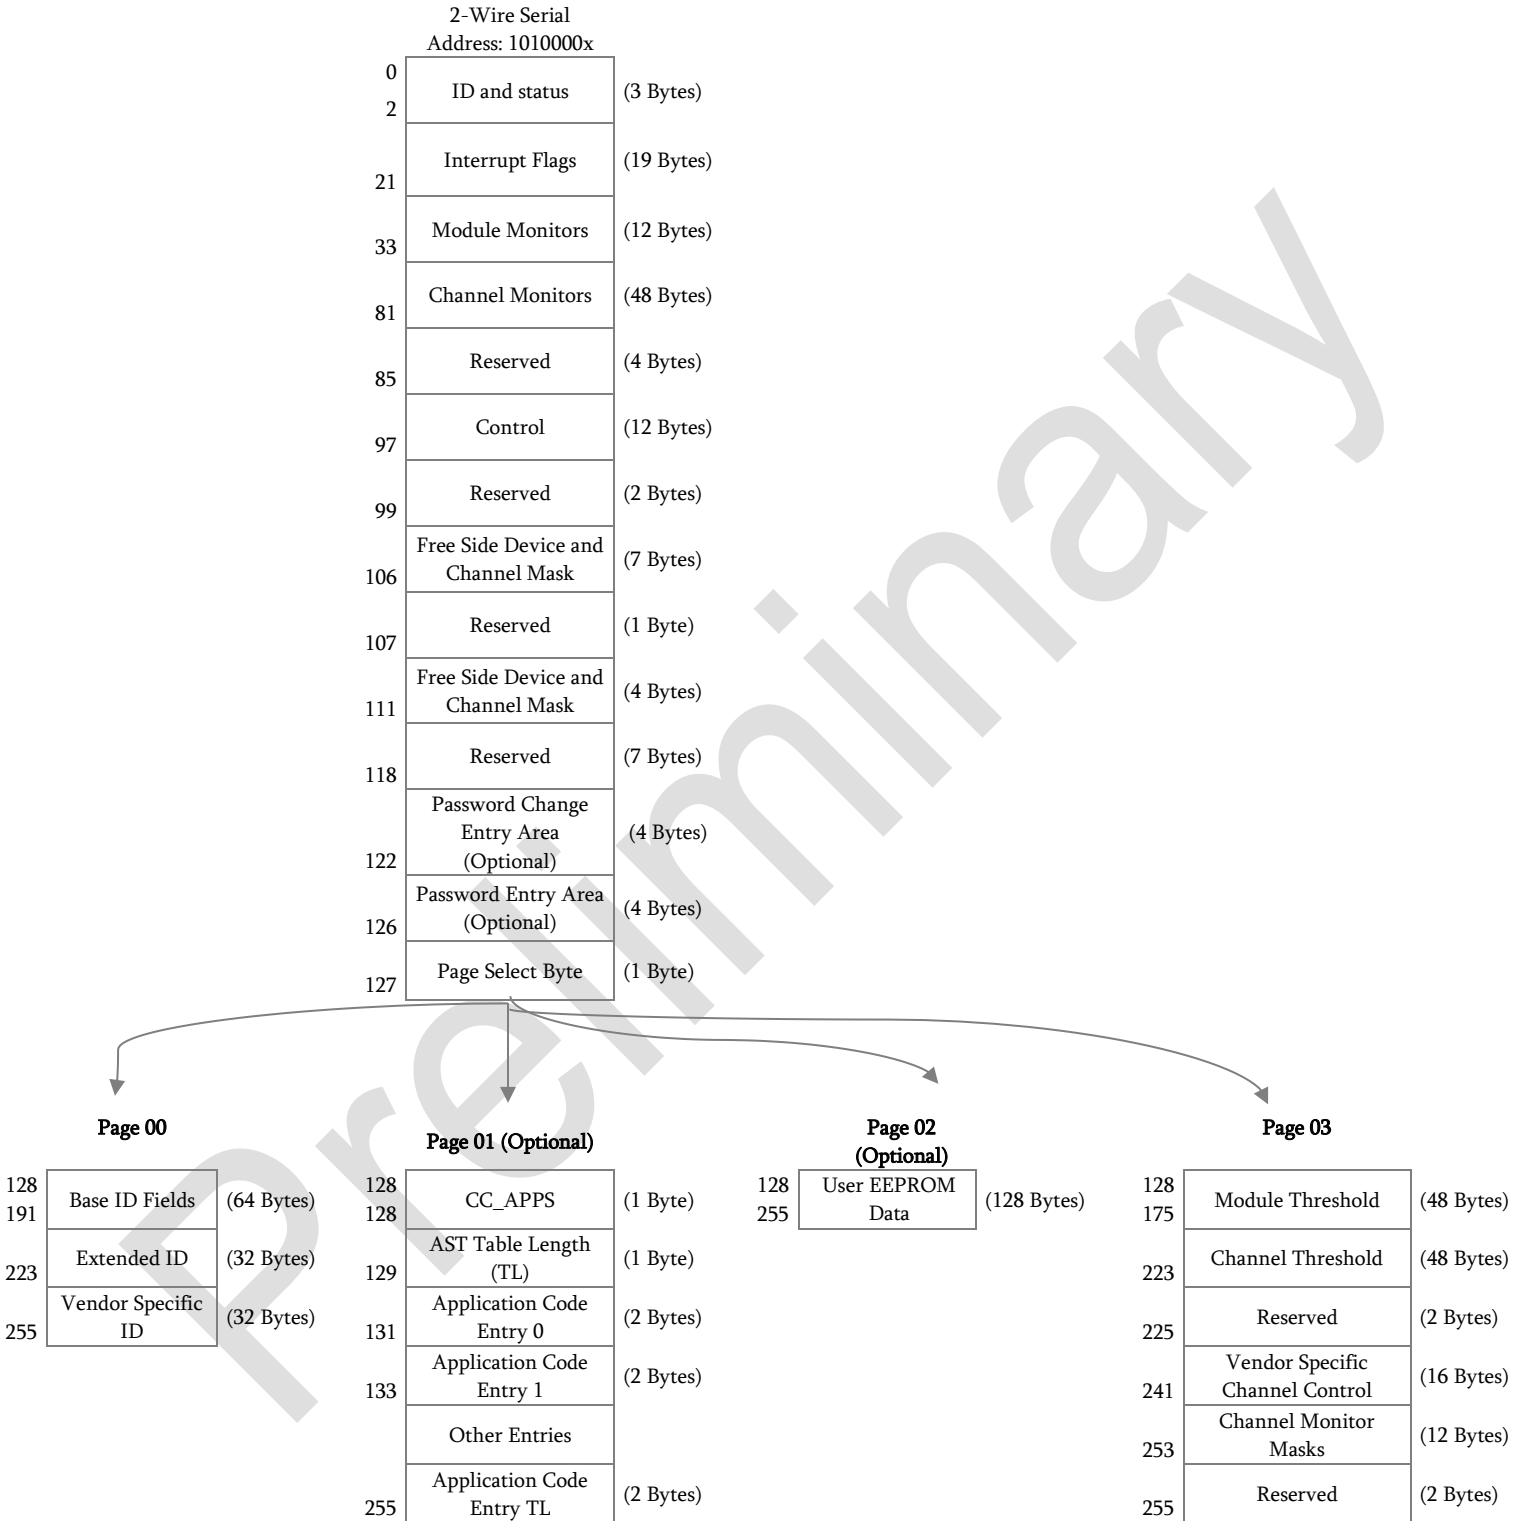 2-Wire Serial
Address: 1010000x
0
2
ID and status
(3 Bytes)
Interrupt Flags
(19 Bytes)
21
Module Monitors
(12 Bytes)
33
Channel Monitors
(48 Bytes)
81
Reserved
(4 Bytes)
85
Control
(12 Bytes)
97
Reserved
(2 Bytes)
99
Free Side Device and
Channel Mask
(7 Bytes)
106
Reserved
(1 Byte)
107
Free Side Device and
Channel Mask
(4 Bytes)
111
Reserved
(7 Bytes)
118
Password Change
Entry Area
(Optional)
(4 Bytes)
122
Password Entry Area
(Optional)
(4 Bytes)
126
Page Select Byte
(1 Byte)
127
Preliminary
Page 00
128
191
Base ID Fields
(64 Bytes)
Extended ID
(32 Bytes)
223
Vendor Specific
ID
(32 Bytes)
255
Page 01 (Optional)
128
128
CC_APPS
(1 Byte)
AST Table Length
(TL)
(1 Byte)
129
Application Code
Entry 0
(2 Bytes)
131
Application Code
Entry 1
(2 Bytes)
133
Other Entries
Application Code
Entry TL
(2 Bytes)
255
Page 02
(Optional)
128
255
User EEPROM
Data
(128 Bytes)
Page 03
128
175
Module Threshold
(48 Bytes)
Channel Threshold
(48 Bytes)
223
Reserved
(2 Bytes)
225
Vendor Specific
Channel Control
(16 Bytes)
241
Channel Monitor
Masks
(12 Bytes)
253
Reserved
(2 Bytes)
255